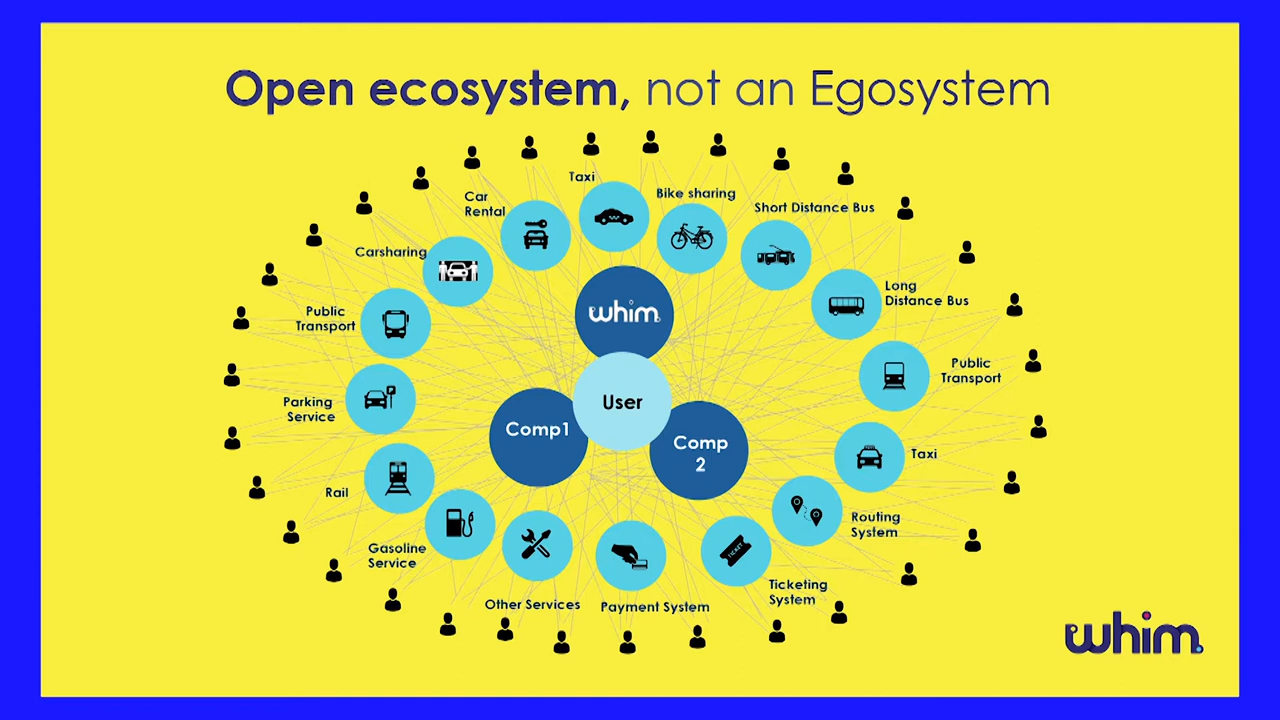 Open ecosystem, not an Egosystem
Taxi
Bike sharing
Car
Rental
Short Distance Bus
Carsharing
Long
Distance Bus
whim
Public
Transport
Public
Transport
User
Parking
Service
Comp1
Comp
2
Taxi
Rail
Routing
System
Gasoline
Service
TICKET
Ticketing
System
Other Services
Payment System
whim